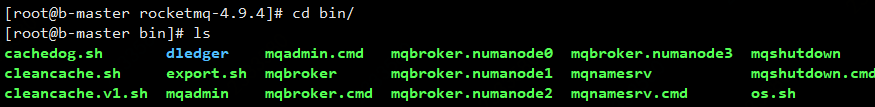 [root@b-master rocketmq-4.9.4]# cd bin/
[root@b-master bin]# ls
cachedog.sh dledger mqadmin.cmd mqbroker.numanode0 mqbroker.numanode3 mqshutdown
cleancache.sh export.sh mqbroker mqbroker.numanode1 mqnamesrv mqshutdown.cmd
cleancache.v1.sh mqadmin mqbroker.cmd mqbroker.numanode2 mqnamesrv.cmd os.sh